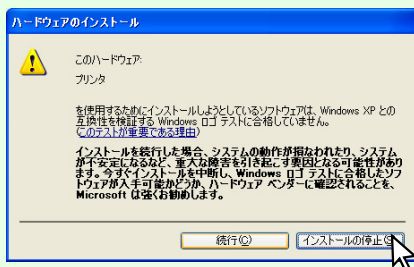 ハードウェアのインストール
このハードウェア:
プリンタ
を使用するためにインストールしようとしているソフトウェアは、Windows XP との
互換性を検証する Windows ロゴ テストに合格していません。
(このテストが重要である理由)
インストールを続行した場合、システムの動作が損なわれたり、システム
が不安定になるなど、重大な障害を引き起こす要因となる可能性があり
ます。今すぐインストールを中断し、Windows ロゴ テストに合格したソフ
トウェアが入手可能かどうか、ハードウェア ベンダーに確認されることを、
Microsoft は強くお勧めします。
続行(C) インストールの停止(S)